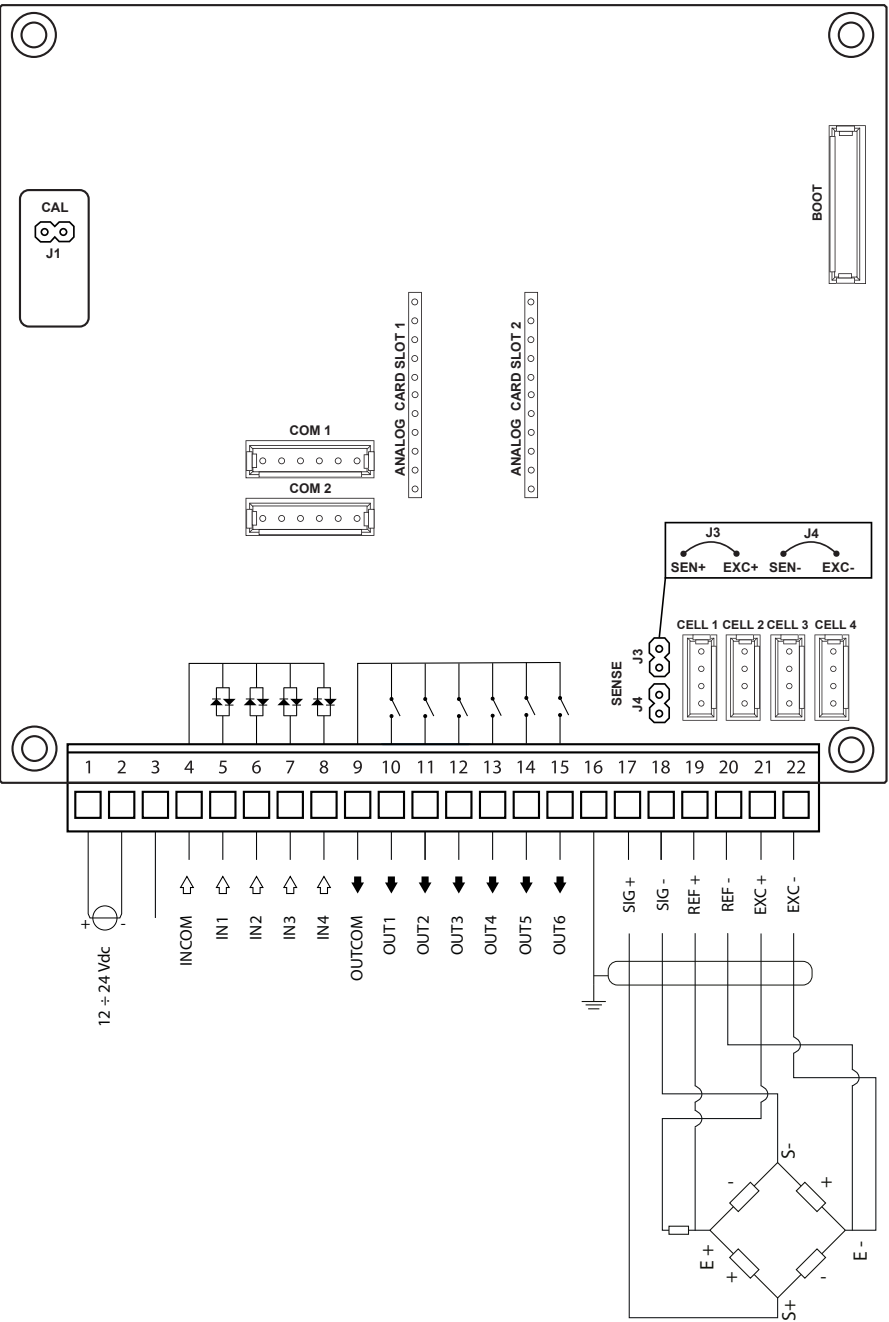 CAL
J1
BOOT
ANALOG CARD SLOT 1
ANALOG CARD SLOT 2
COM 1
COM 2
J3 J4
SEN+ EXC+ SEN- EXC-
CELL 1 CELL 2 CELL 3 CELL 4
SENSE
J3
J4
1 2 3 4 5 6 7 8 9 10 11 12 13 14 15 16 17 18 19 20 21 22
+ -
12 ÷ 24 Vdc
INCOM
IN1
IN2
IN3
IN4
OUTCOM
OUT1
OUT2
OUT3
OUT4
OUT5
OUT6
SIG +
SIG -
REF +
REF -
EXC +
EXC -
S-
- +
E +
E -
+ -
S+